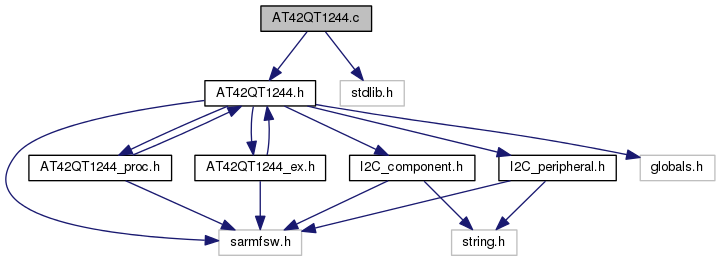 AT42QT1244.c
AT42QT1244.h
stdlib.h
AT42QT1244_proc.h
AT42QT1244_ex.h
I2C_component.h
I2C_peripheral.h
globals.h
sarmfsw.h
string.h